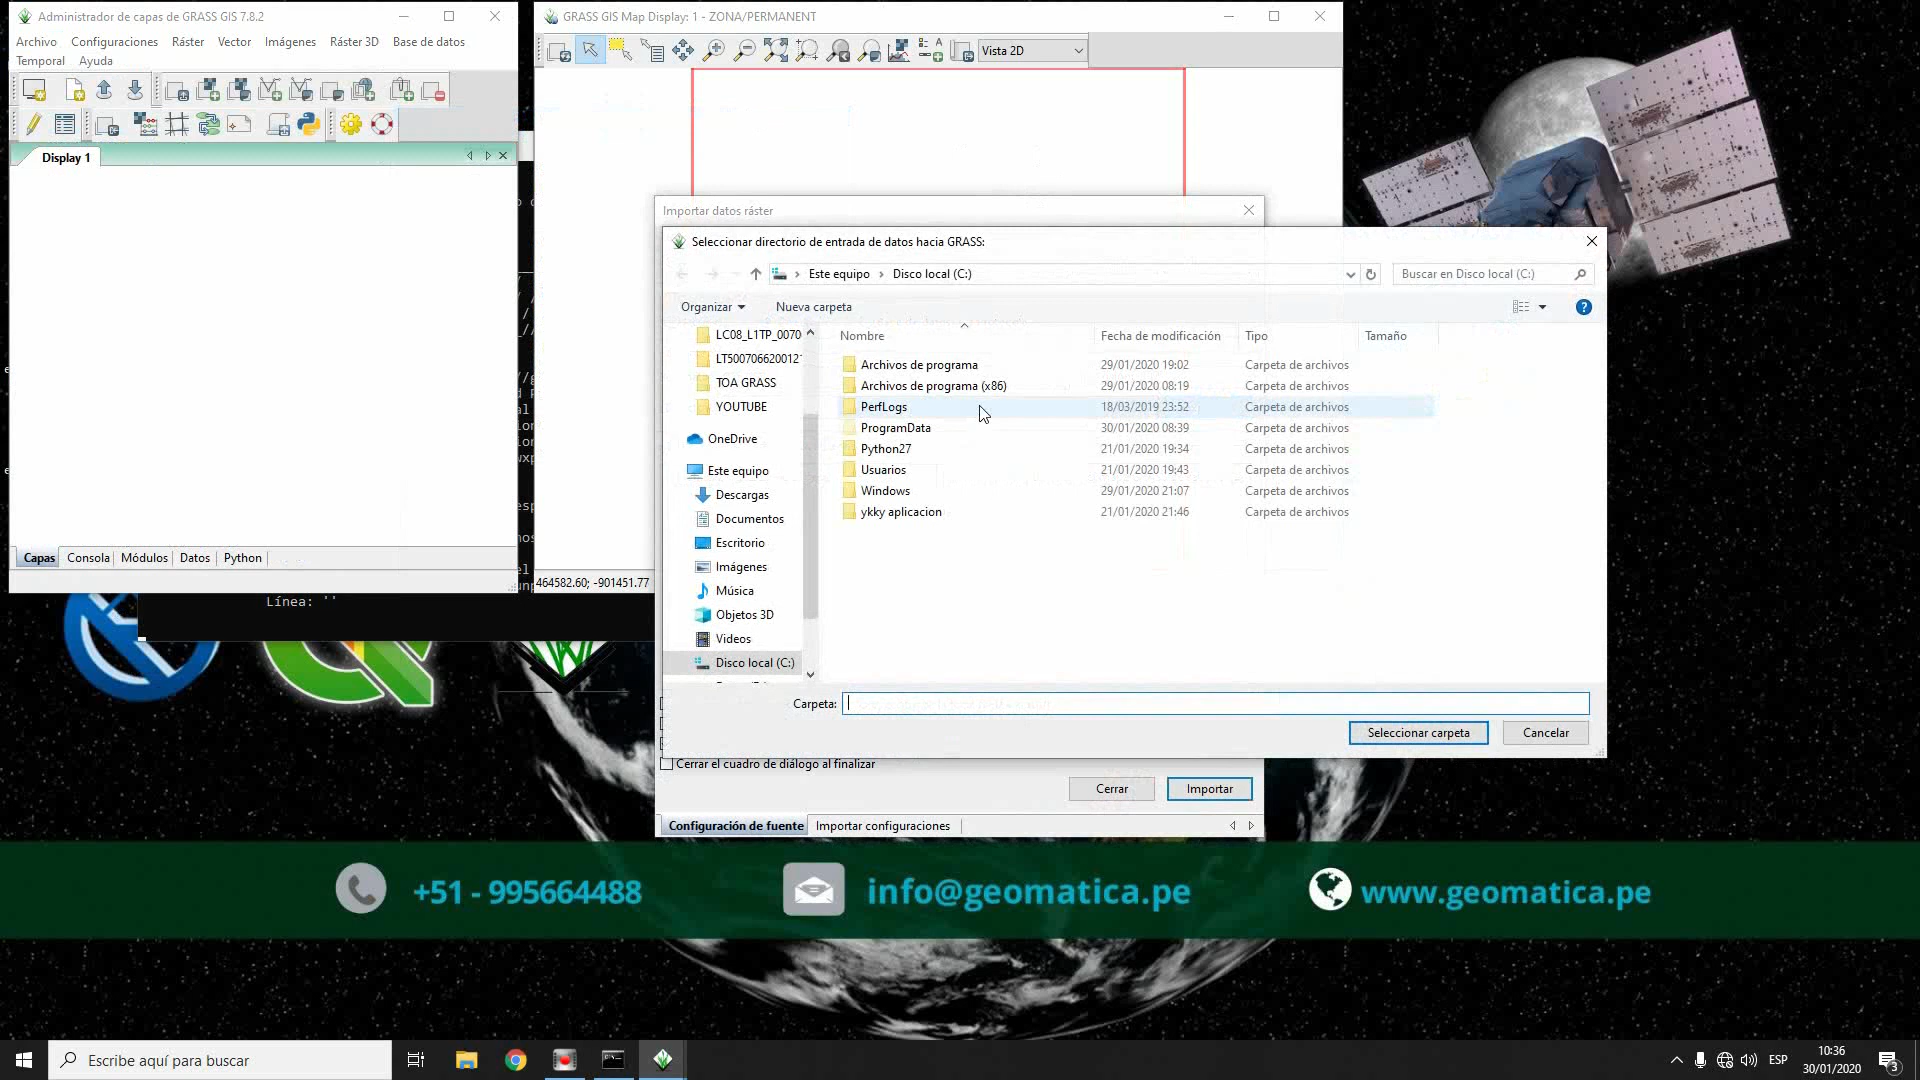 Administrador de capas de GRASS GIS 7.8.2
Archivo Configuraciones Ráster Vector Imágenes Ráster 3D Base de datos
Temporal Ayuda
Display 1
Capas Consola Módulos Datos Python
Línea: ''
GRASS GIS Map Display: 1 - ZONA/PERMANENT
Vista 2D
464582.60; -901451.77
Importar datos ráster
Seleccionar directorio de entrada de datos hacia GRASS:
Este equipo > Disco local (C:)
Buscar en Disco local (C:)
Organizar Nueva carpeta
LC08_L1TP_0070
LT500706620012
TOA GRASS
YOUTUBE
OneDrive
Este equipo
Descargas
Documentos
Escritorio
Imágenes
Música
Objetos 3D
Videos
Disco local (C:)
Nombre Fecha de modificación Tipo Tamaño
Archivos de programa 29/01/2020 19:02 Carpeta de archivos
Archivos de programa (x86) 29/01/2020 08:19 Carpeta de archivos
PerfLogs 18/03/2019 23:52 Carpeta de archivos
ProgramData 30/01/2020 08:39 Carpeta de archivos
Python27 21/01/2020 19:34 Carpeta de archivos
Usuarios 21/01/2020 19:43 Carpeta de archivos
Windows 29/01/2020 21:07 Carpeta de archivos
ykky aplicacion 21/01/2020 21:46 Carpeta de archivos
Carpeta:
Seleccionar carpeta Cancelar
Cerrar el cuadro de diálogo al finalizar
Cerrar Importar
Configuración de fuente Importar configuraciones
+51 - 995664488 info@geomatica.pe www.geomatica.pe
Escribe aquí para buscar
ESP
10:36
30/01/2020
3